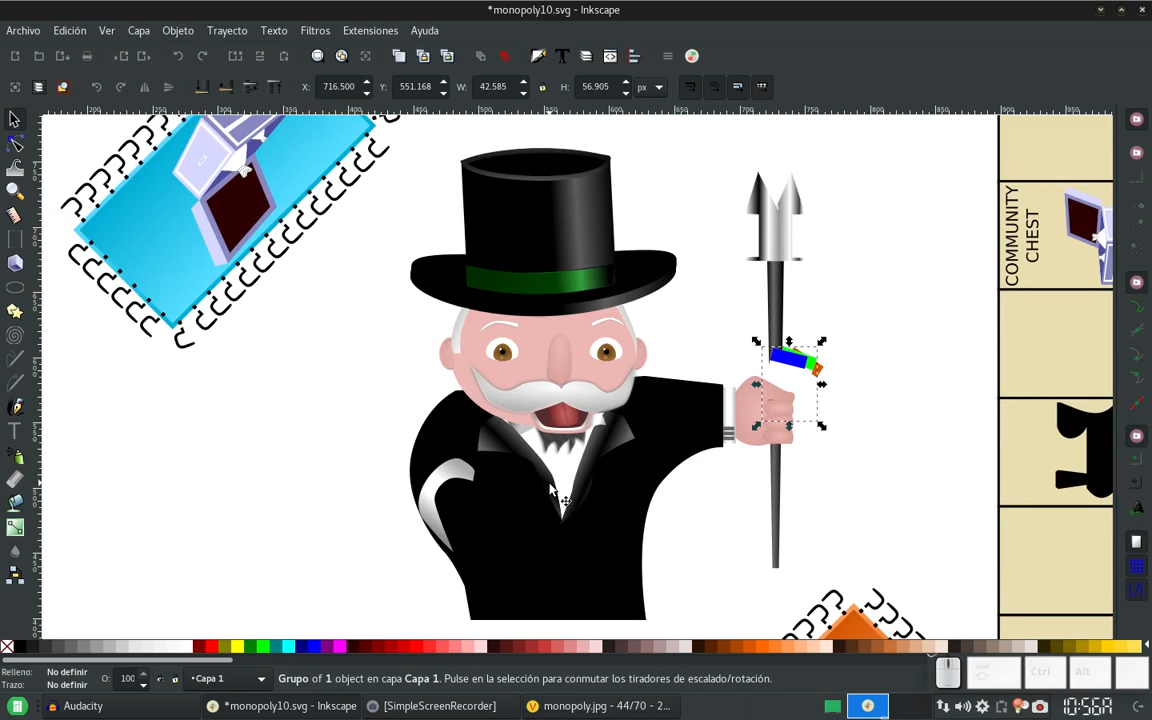 *monopoly10.svg - Inkscape
Archivo Edición Ver Capa Objeto Trayecto Texto Filtros Extensiones Ayuda
X: 716.500 Y: 551.168 W: 42.585 H: 56.905 px
COMMUNITY
CHEST
Relleno: No definir
Trazo: No definir
O: 100
•Capa 1
Grupo of 1 object en capa Capa 1. Pulse en la selección para conmutar los tiradores de escalado/rotación.
Ctrl Alt
Audacity
*monopoly10.svg - Inkscape
[SimpleScreenRecorder]
monopoly.jpg - 44/70 - 2...
10:56A